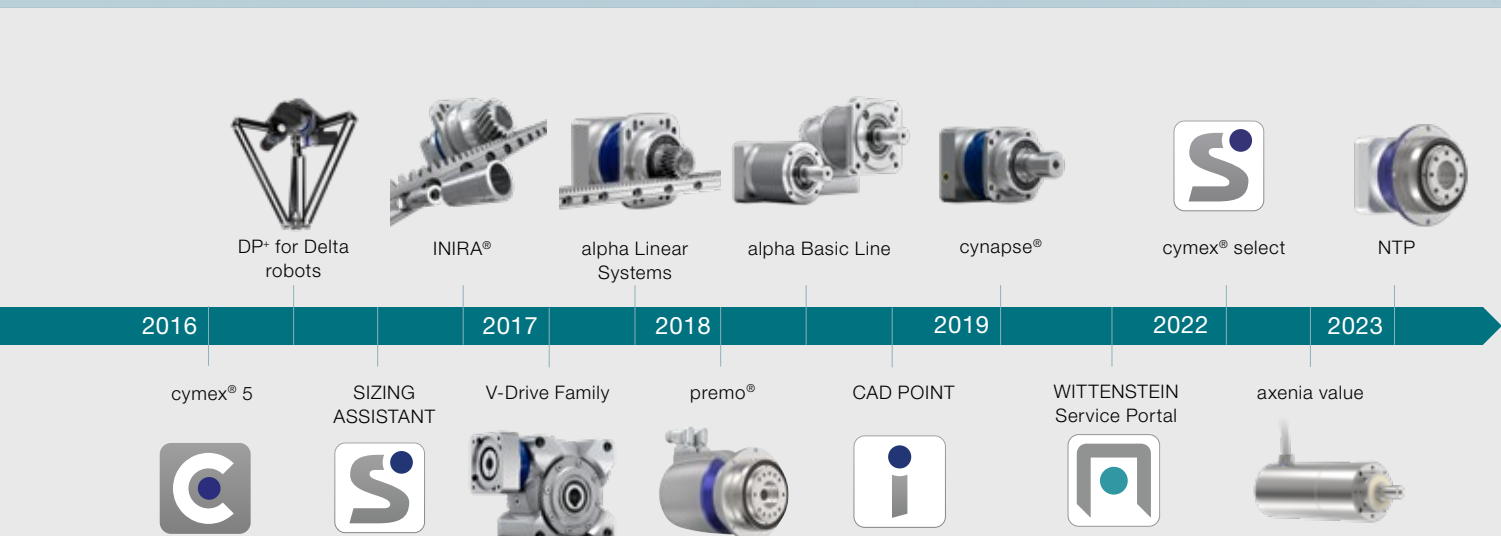 DP⁺ for Delta
robots
INIRA®
alpha Linear
Systems
alpha Basic Line
cynapse®
cymex® select
NTP
2016
2017
2018
2019
2022
2023
cymex® 5
SIZING
ASSISTANT
V-Drive Family
premo®
CAD POINT
WITTENSTEIN
Service Portal
axenia value